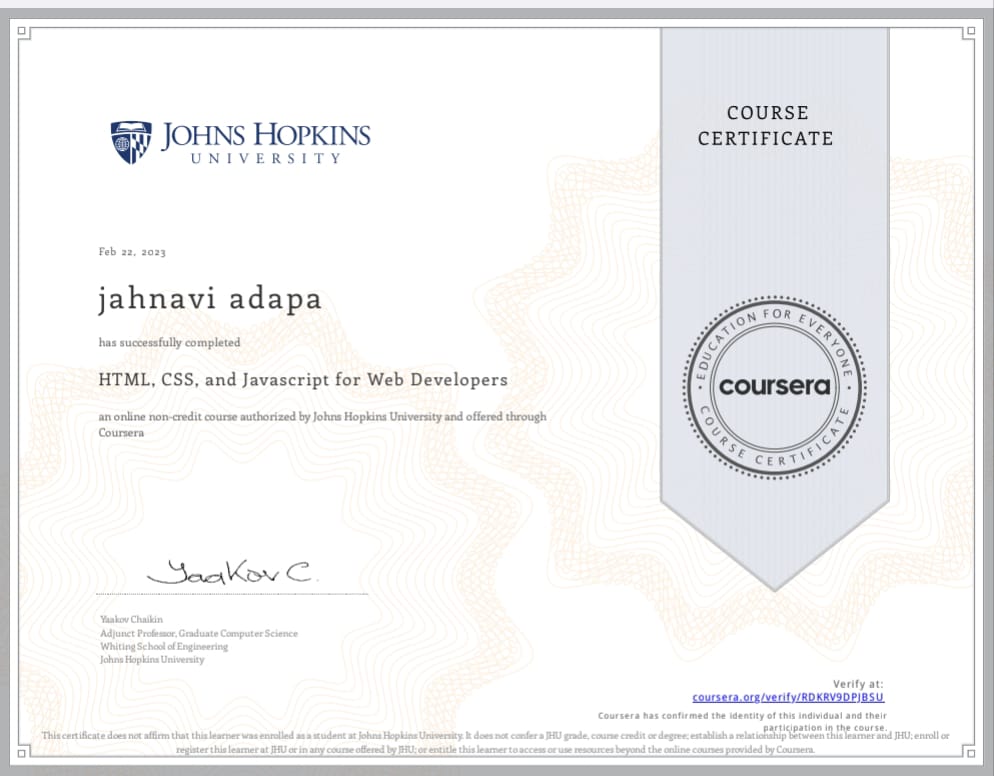 JOHNS HOPKINS
UNIVERSITY
COURSE
CERTIFICATE
Feb 22, 2023
jahnavi adapa
has successfully completed
HTML, CSS, and Javascript for Web Developers
an online non-credit course authorized by Johns Hopkins University and offered through
Coursera
EDUCATION FOR EVERYONE
coursera
COURSE CERTIFICATE
Yaakov C.
Yaakov Chaikin
Adjunct Professor, Graduate Computer Science
Whiting School of Engineering
Johns Hopkins University
Verify at:
coursera.org/verify/RDKRV9DPJBSU
Coursera has confirmed the identity of this individual and their
participation in the course.
This certificate does not affirm that this learner was enrolled as a student at Johns Hopkins University. It does not confer a JHU grade, course credit or degree; establish a relationship between this learner and JHU; enroll or
register this learner at JHU or in any course offered by JHU; or entitle this learner to access or use resources beyond the online courses provided by Coursera.